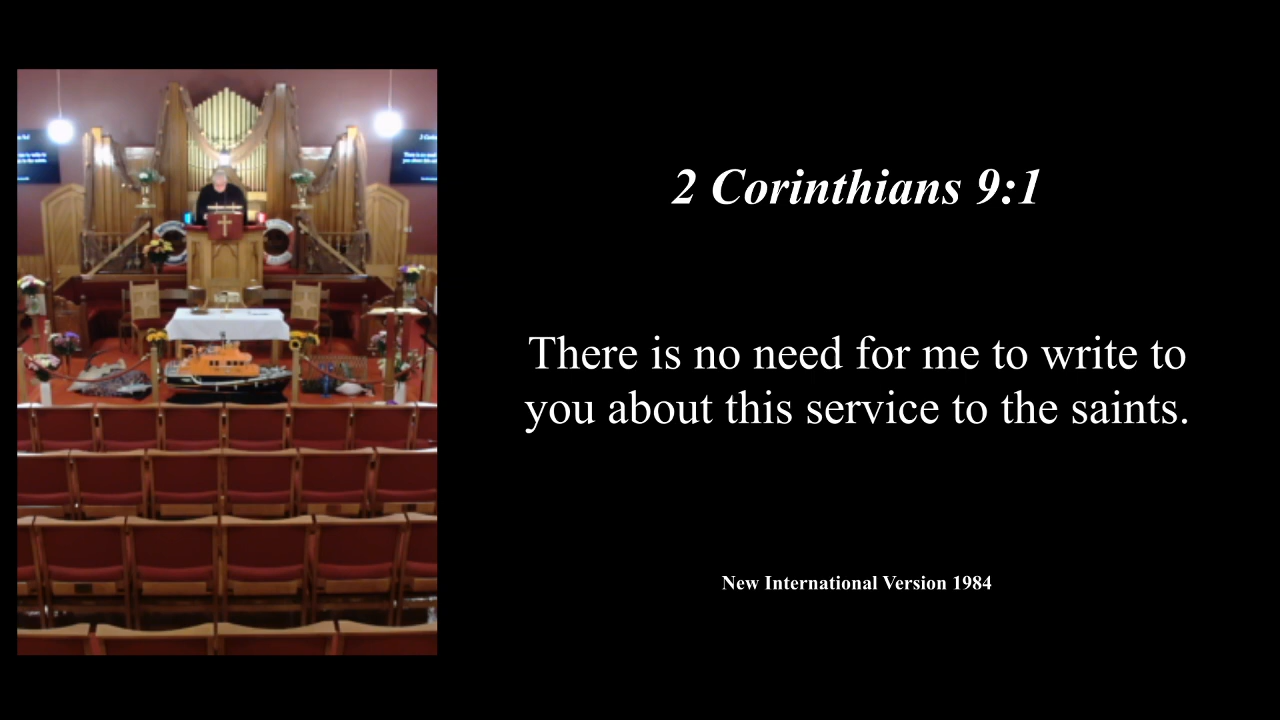 2 Corinthians 9:1
There is no need for me to write to
you about this service to the saints.
New International Version 1984